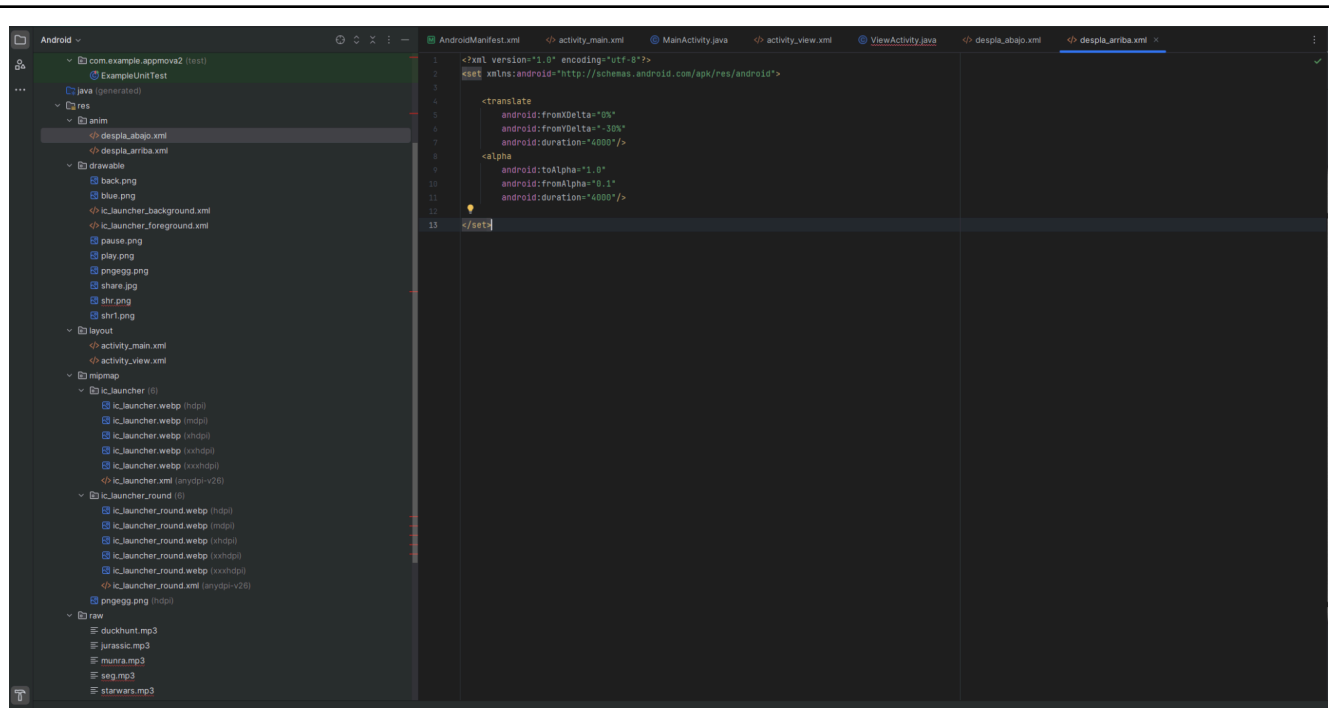 Android
AndroidManifest.xml
activity_main.xml
MainActivity.java
activity_view.xml
ViewActivity.java
despla_abajo.xml
despla_arriba.xml
com.example.appmova2 (test)
ExampleUnitTest
java (generated)
res
anim
despla_abajo.xml
despla_arriba.xml
drawable
back.png
blue.png
ic_launcher_background.xml
ic_launcher_foreground.xml
pause.png
play.png
pngegg.png
share.jpg
shr.png
shr1.png
layout
activity_main.xml
activity_view.xml
mipmap
ic_launcher (6)
ic_launcher.webp (hdpi)
ic_launcher.webp (mdpi)
ic_launcher.webp (xhdpi)
ic_launcher.webp (xxhdpi)
ic_launcher.webp (xxxhdpi)
ic_launcher.xml (anydpi-v26)
ic_launcher_round (6)
ic_launcher_round.webp (hdpi)
ic_launcher_round.webp (mdpi)
ic_launcher_round.webp (xhdpi)
ic_launcher_round.webp (xxhdpi)
ic_launcher_round.webp (xxxhdpi)
ic_launcher_round.xml (anydpi-v26)
pngegg.png (hdpi)
raw
duckhunt.mp3
jurassic.mp3
munra.mp3
seg.mp3
starwars.mp3
1 <?xml version="1.0" encoding="utf-8"?>
2 <set xmlns:android="http://schemas.android.com/apk/res/android">
3
4 <translate
5 android:fromXDelta="0%"
6 android:fromYDelta="-30%"
7 android:duration="4000"/>
8 <alpha
9 android:toAlpha="1.0"
10 android:fromAlpha="0.1"
11 android:duration="4000"/>
12
13 </set>